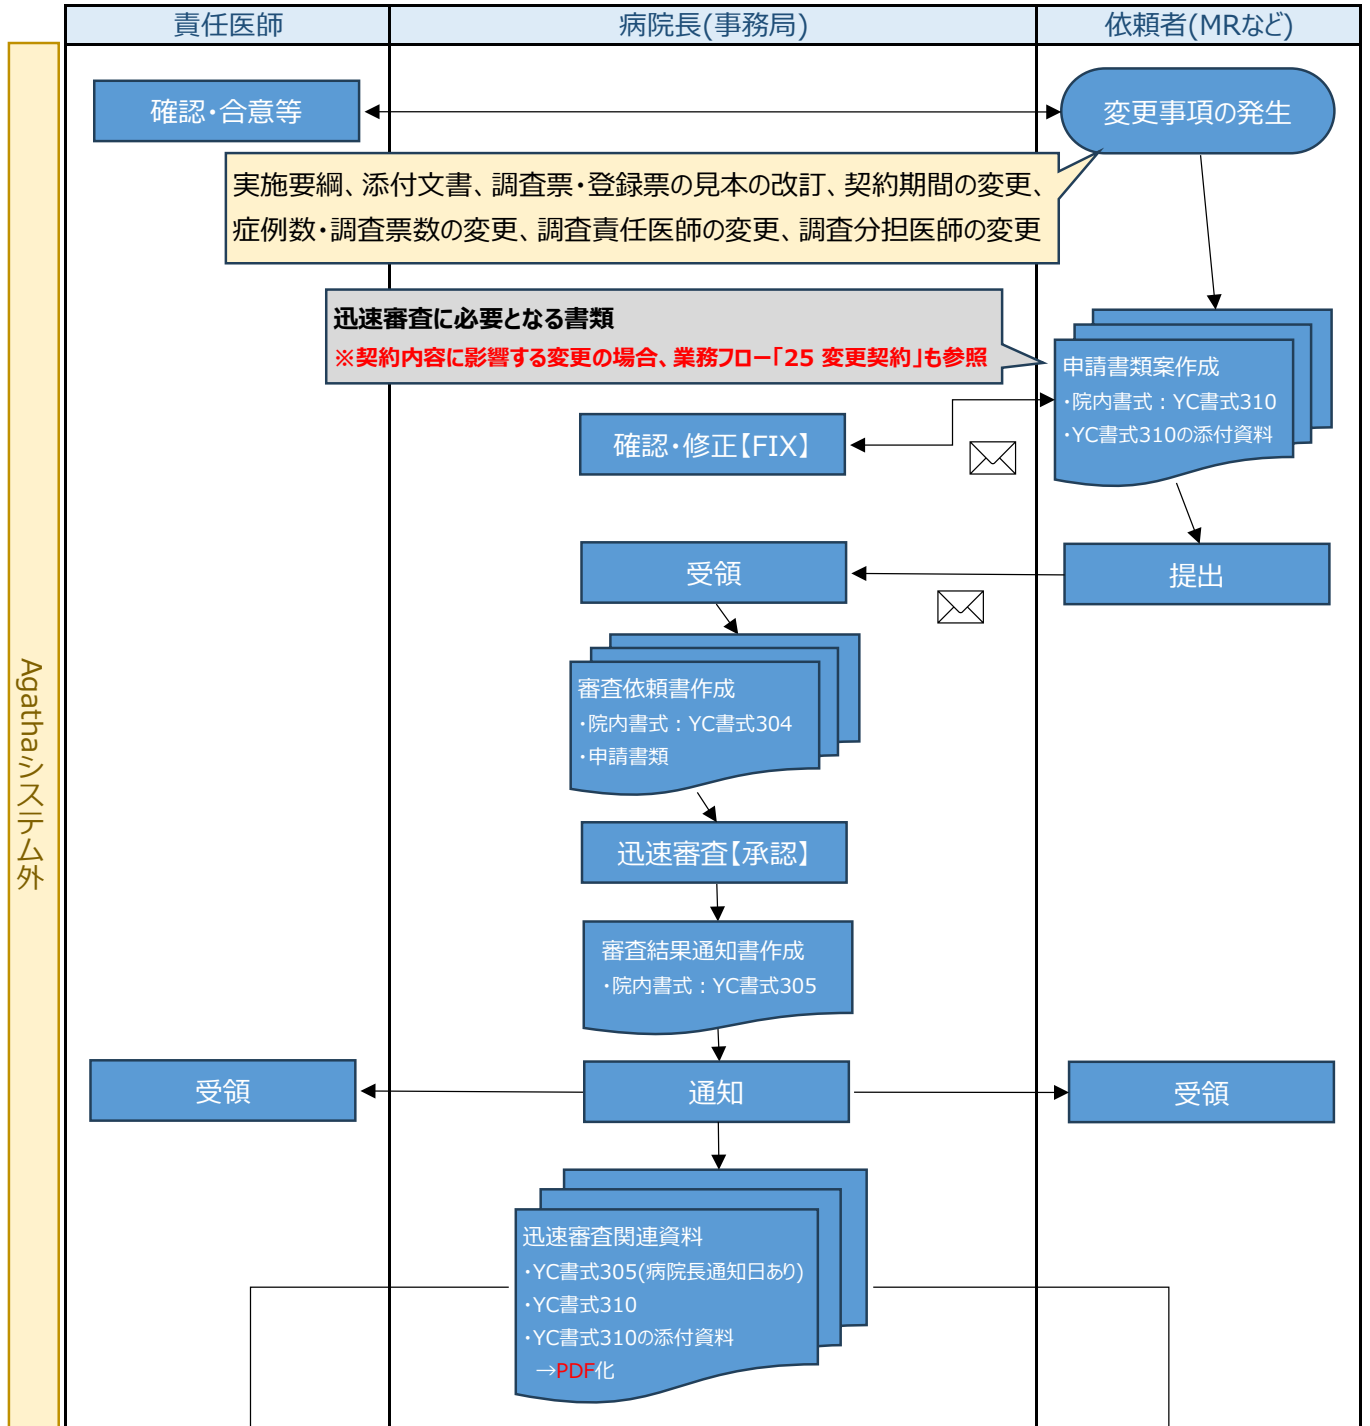 責任医師
病院長(事務局)
依頼者(MRなど)
確認・合意等
変更事項の発生
実施要綱、添付文書、調査票・登録票の見本の改訂、契約期間の変更、
症例数・調査票数の変更、調査責任医師の変更、調査分担医師の変更
迅速審査に必要となる書類
※契約内容に影響する変更の場合、業務フロー「25 変更契約」も参照
申請書類案作成
・院内書式：YC書式310
・YC書式310の添付資料
確認・修正【FIX】
受領
提出
審査依頼書作成
・院内書式：YC書式304
・申請書類
Agathaシステム外
迅速審査【承認】
審査結果通知書作成
・院内書式：YC書式305
受領
通知
受領
迅速審査関連資料
・YC書式305(病院長通知日あり)
・YC書式310
・YC書式310の添付資料
→PDF化